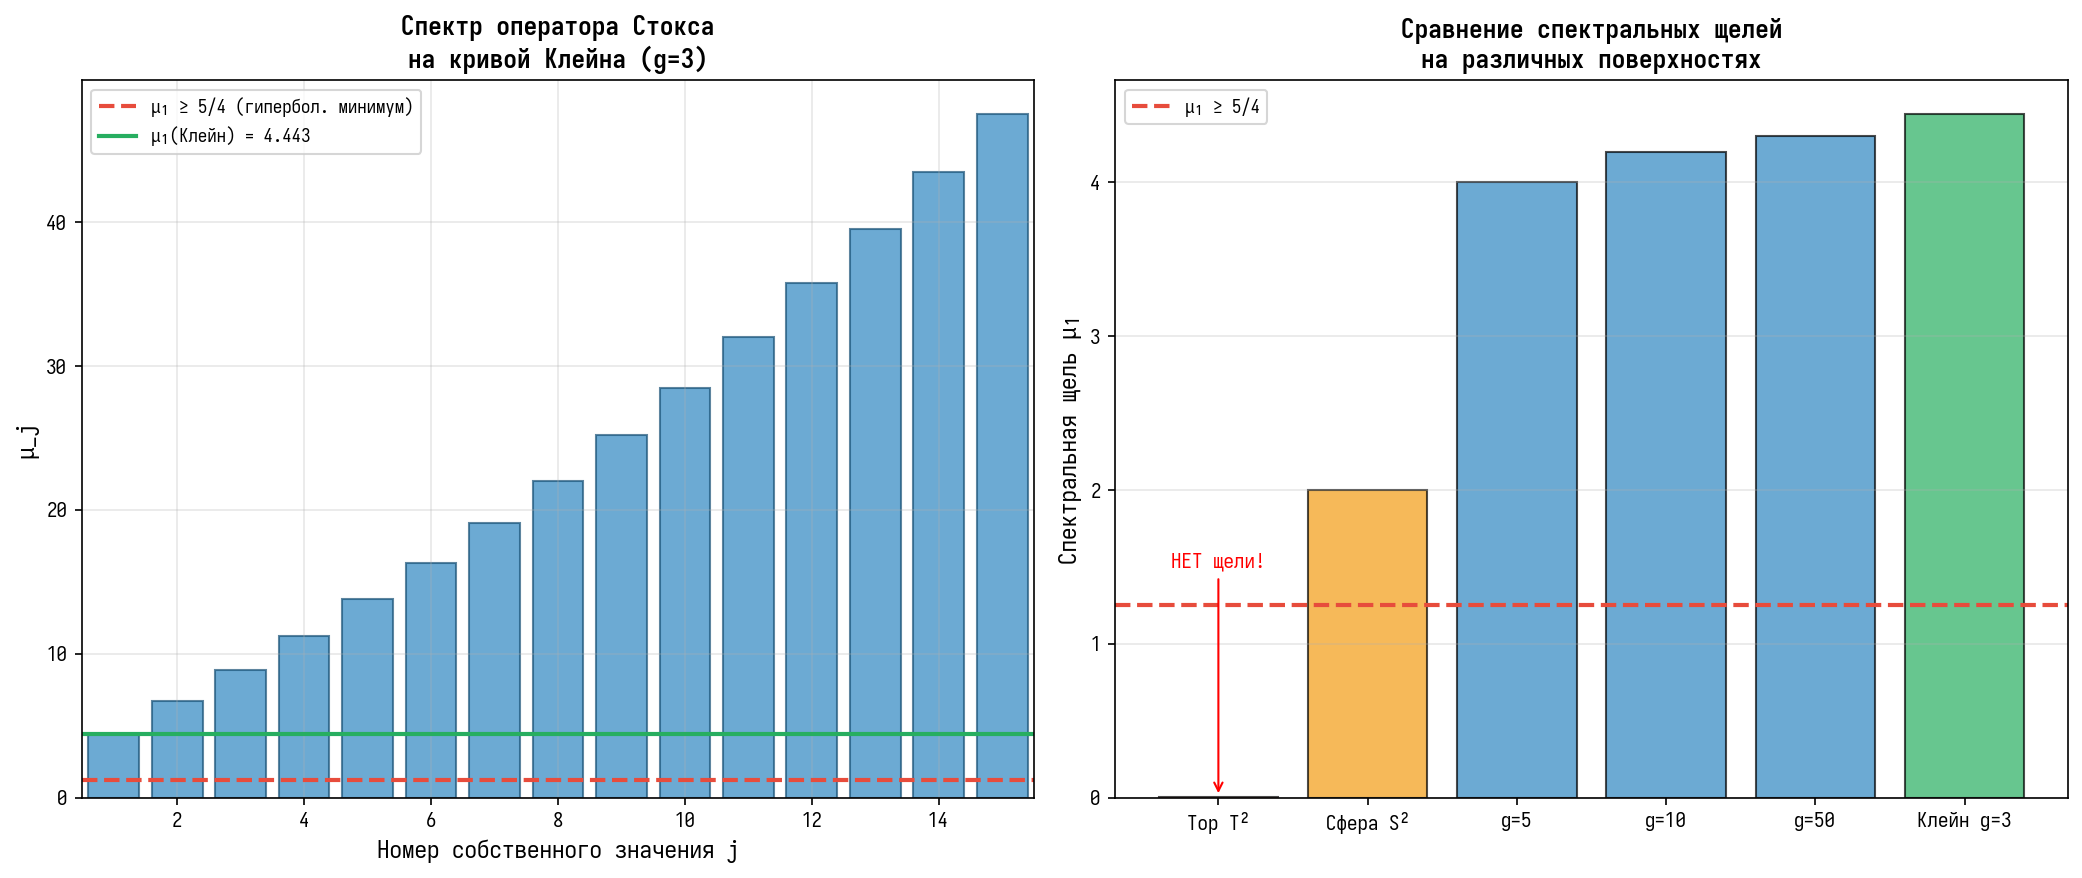 Спектр оператора Стокса
на кривой Клейна (g=3)
μ₁ ≥ 5/4 (гипербол. минимум)
μ₁(Клейн) = 4.443
μ_j
40
30
20
10
0
2 4 6 8 10 12 14
Номер собственного значения j
Сравнение спектральных щелей
на различных поверхностях
μ₁ ≥ 5/4
Спектральная щель μ₁
4
3
2
1
0
НЕТ щели!
Тор T² Сфера S² g=5 g=10 g=50 Клейн g=3